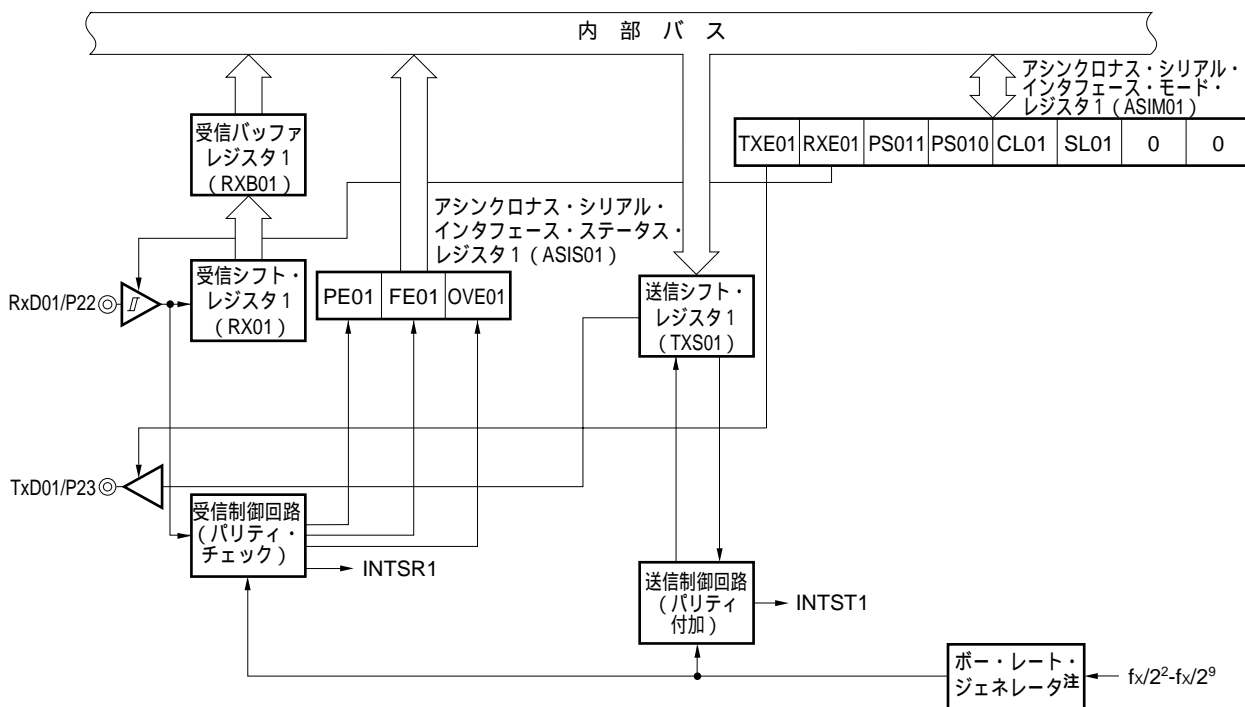 内 部 バ ス
アシンクロナス・シリアル・
インタフェース・モード・
レジスタ1（ASIM01）
TXE01 RXE01 PS011 PS010 CL01 SL01 0 0
受信バッファ
レジスタ1
（RXB01）
アシンクロナス・シリアル・
インタフェース・ステータス・
レジスタ1（ASIS01）
受信シフト・
レジスタ1
（RX01）
PE01 FE01 OVE01
送信シフト・
レジスタ1
（TXS01）
RxD01/P22
TxD01/P23
受信制御回路
（パリティ・
チェック）
INTSR1
送信制御回路
（パリティ
付加）
INTST1
ボー・レート・
ジェネレータ注
fx/2²-fx/2⁹